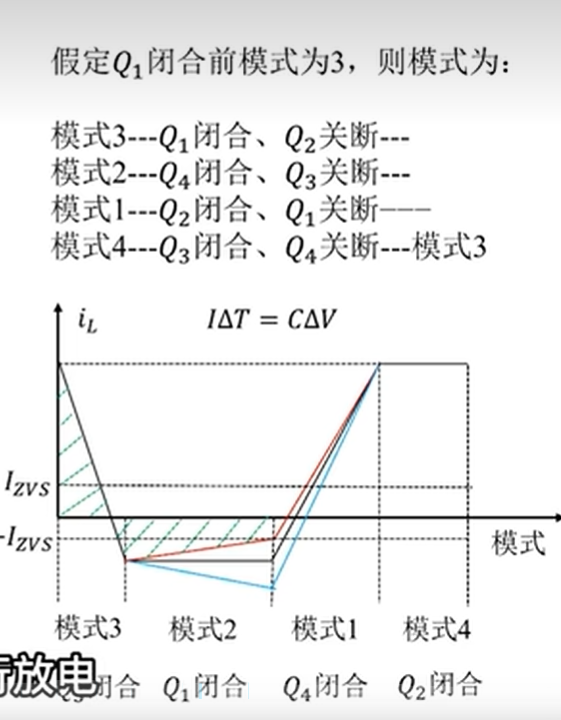 假定Q₁闭合前模式为3，则模式为：
模式3---Q₁闭合、Q₂关断---
模式2---Q₄闭合、Q₃关断---
模式1---Q₂闭合、Q₁关断---
模式4---Q₃闭合、Q₄关断---模式3
i_L
IΔT = CΔV
I_ZVS
-I_ZVS
模式
模式3 模式2 模式1 模式4
行放电
闭合 Q₁闭合 Q₄闭合 Q₂闭合